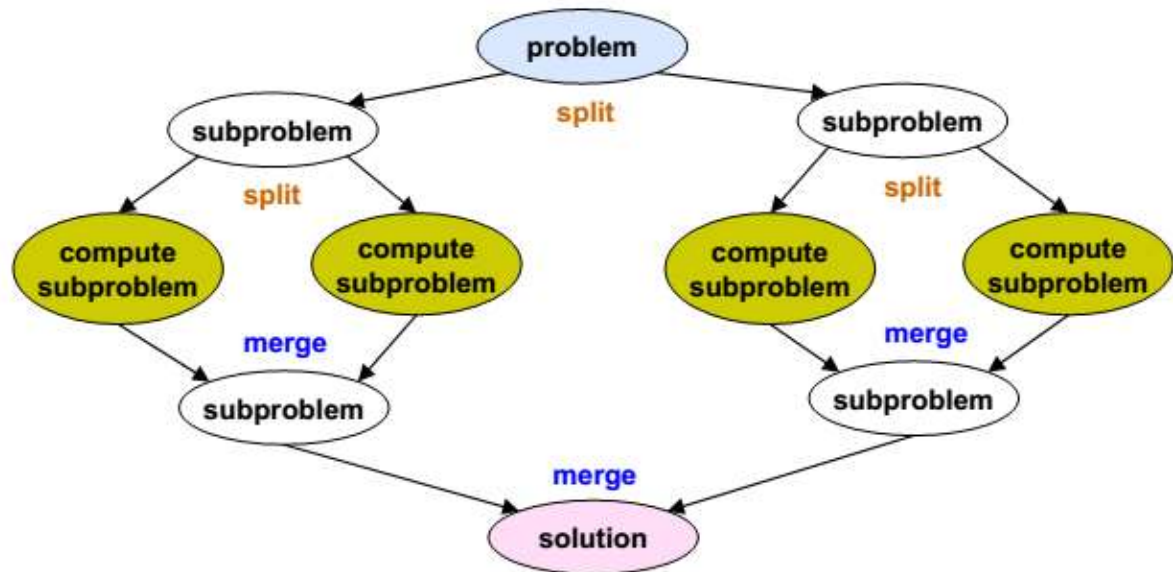 problem
split
subproblem
subproblem
split
split
compute
subproblem
compute
subproblem
compute
subproblem
compute
subproblem
merge
merge
subproblem
subproblem
merge
solution